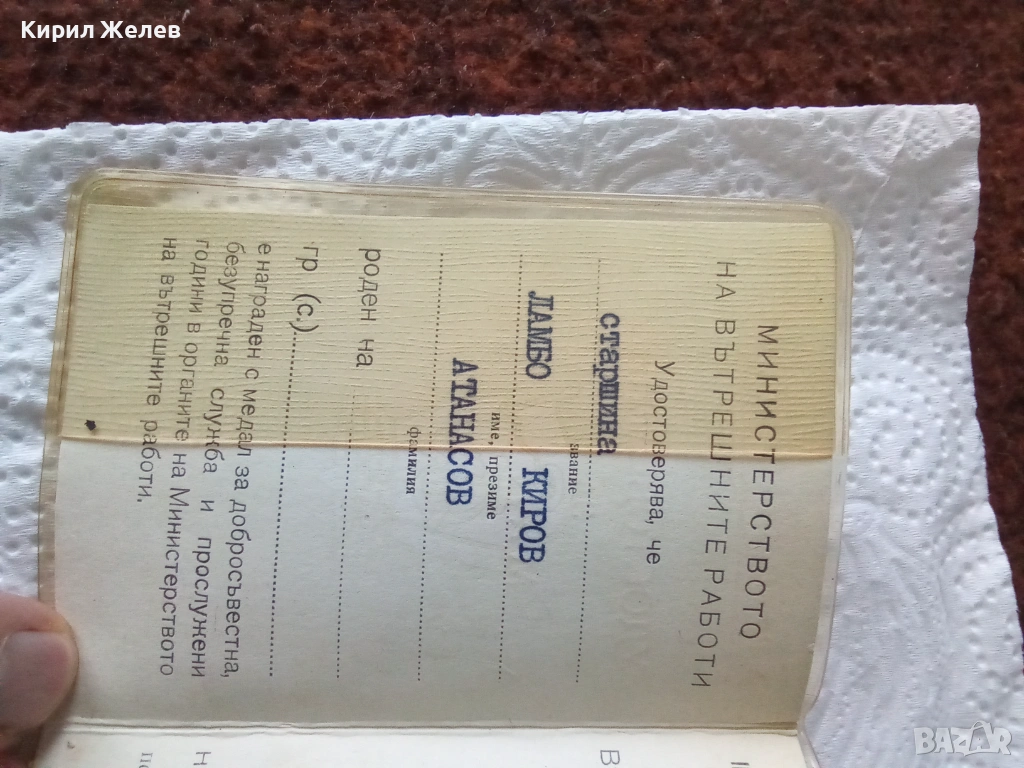 Кирил Желев
МИНИСТЕРСТВОТО
НА ВЪТРЕШНИТЕ РАБОТИ
Удостоверява, че
старшина
звание
ЛАМБО КИРОВ
име, презиме
АТАНАСОВ
фамилия
роден на
гр (с.)
е награден с медал за добросъвестна,
безупречна служба и прослужени
години в органите на Министерството
на вътрешните работи.
BAZAR